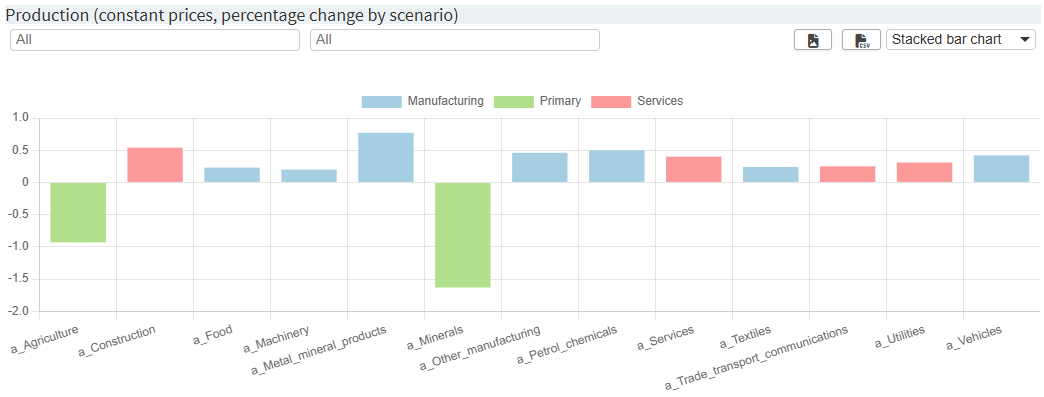 Production (constant prices, percentage change by scenario)
All All Stacked bar chart
CSV
Manufacturing Primary Services
1.0
0.5
0
-0.5
-1.0
-1.5
-2.0
a_Agriculture
a_Construction
a_Food
a_Machinery
a_Metal_mineral_products
a_Minerals
a_Other_manufacturing
a_Petrol_chemicals
a_Services
a_Textiles
a_Trade_transport_communications
a_Utilities
a_Vehicles